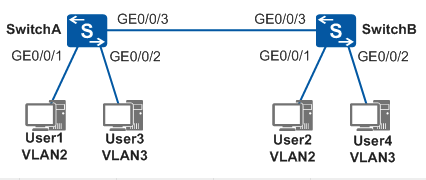 GE0/0/3 GE0/0/3
SwitchA S S SwitchB
GE0/0/1 GE0/0/2 GE0/0/1 GE0/0/2
User1 User3 User2 User4
VLAN2 VLAN3 VLAN2 VLAN3